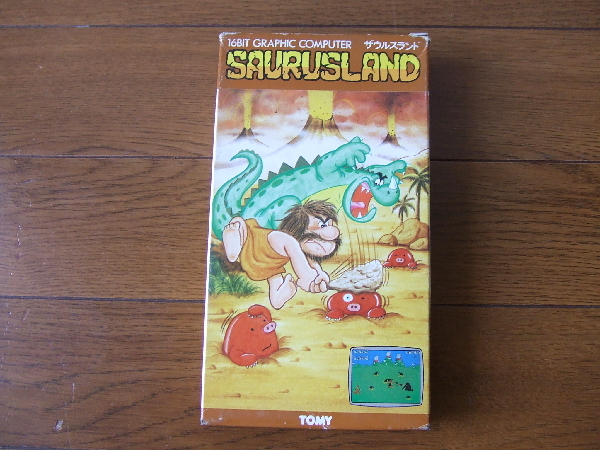 16BIT GRAPHIC COMPUTER ザウルスランド
SAURUSLAND
TOMY